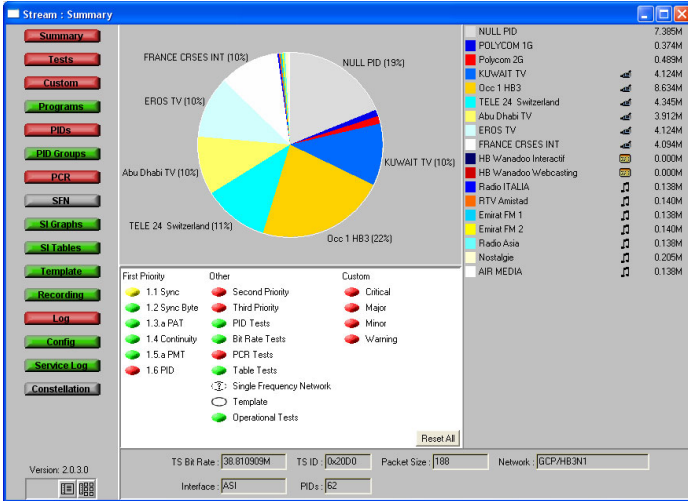 Stream : Summary
Summary
Tests
Custom
Programs
PIDs
PID Groups
PCR
SFN
SI Graphs
SI Tables
Template
Recording
Log
Config
Service Log
Constellation
Version: 2.0.3.0
FRANCE CRSES INT (10%)
NULL PID (19%)
EROS TV (10%)
KUWAIT TV (10%)
Abu Dhabi TV (10%)
TELE 24 Switzerland (11%)
Occ 1 HB3 (22%)
NULL PID 7.385M
POLYCOM 1G 0.374M
Polycom 2G 0.489M
KUWAIT TV 4.124M
Occ 1 HB3 8.634M
TELE 24 Switzerland 4.345M
Abu Dhabi TV 3.912M
EROS TV 4.124M
FRANCE CRSES INT 4.094M
HB Wanadoo Interactif 0.000M
HB Wanadoo Webcasting 0.000M
Radio ITALIA 0.138M
RTV Amistad 0.140M
Emirat FM 1 0.138M
Emirat FM 2 0.140M
Radio Asia 0.138M
Nostalgie 0.205M
AIR MEDIA 0.138M
First Priority Other Custom
1.1 Sync Second Priority Critical
1.2 Sync Byte Third Priority Major
1.3.a PAT PID Tests Minor
1.4 Continuity Bit Rate Tests Warning
1.5.a PMT PCR Tests
1.6 PID Table Tests
Single Frequency Network
Template
Operational Tests
Reset All
TS Bit Rate : 38.810909M TS ID : 0x20D0 Packet Size : 188 Network : GCP/HB3N1
Interface : ASI PIDs : 62